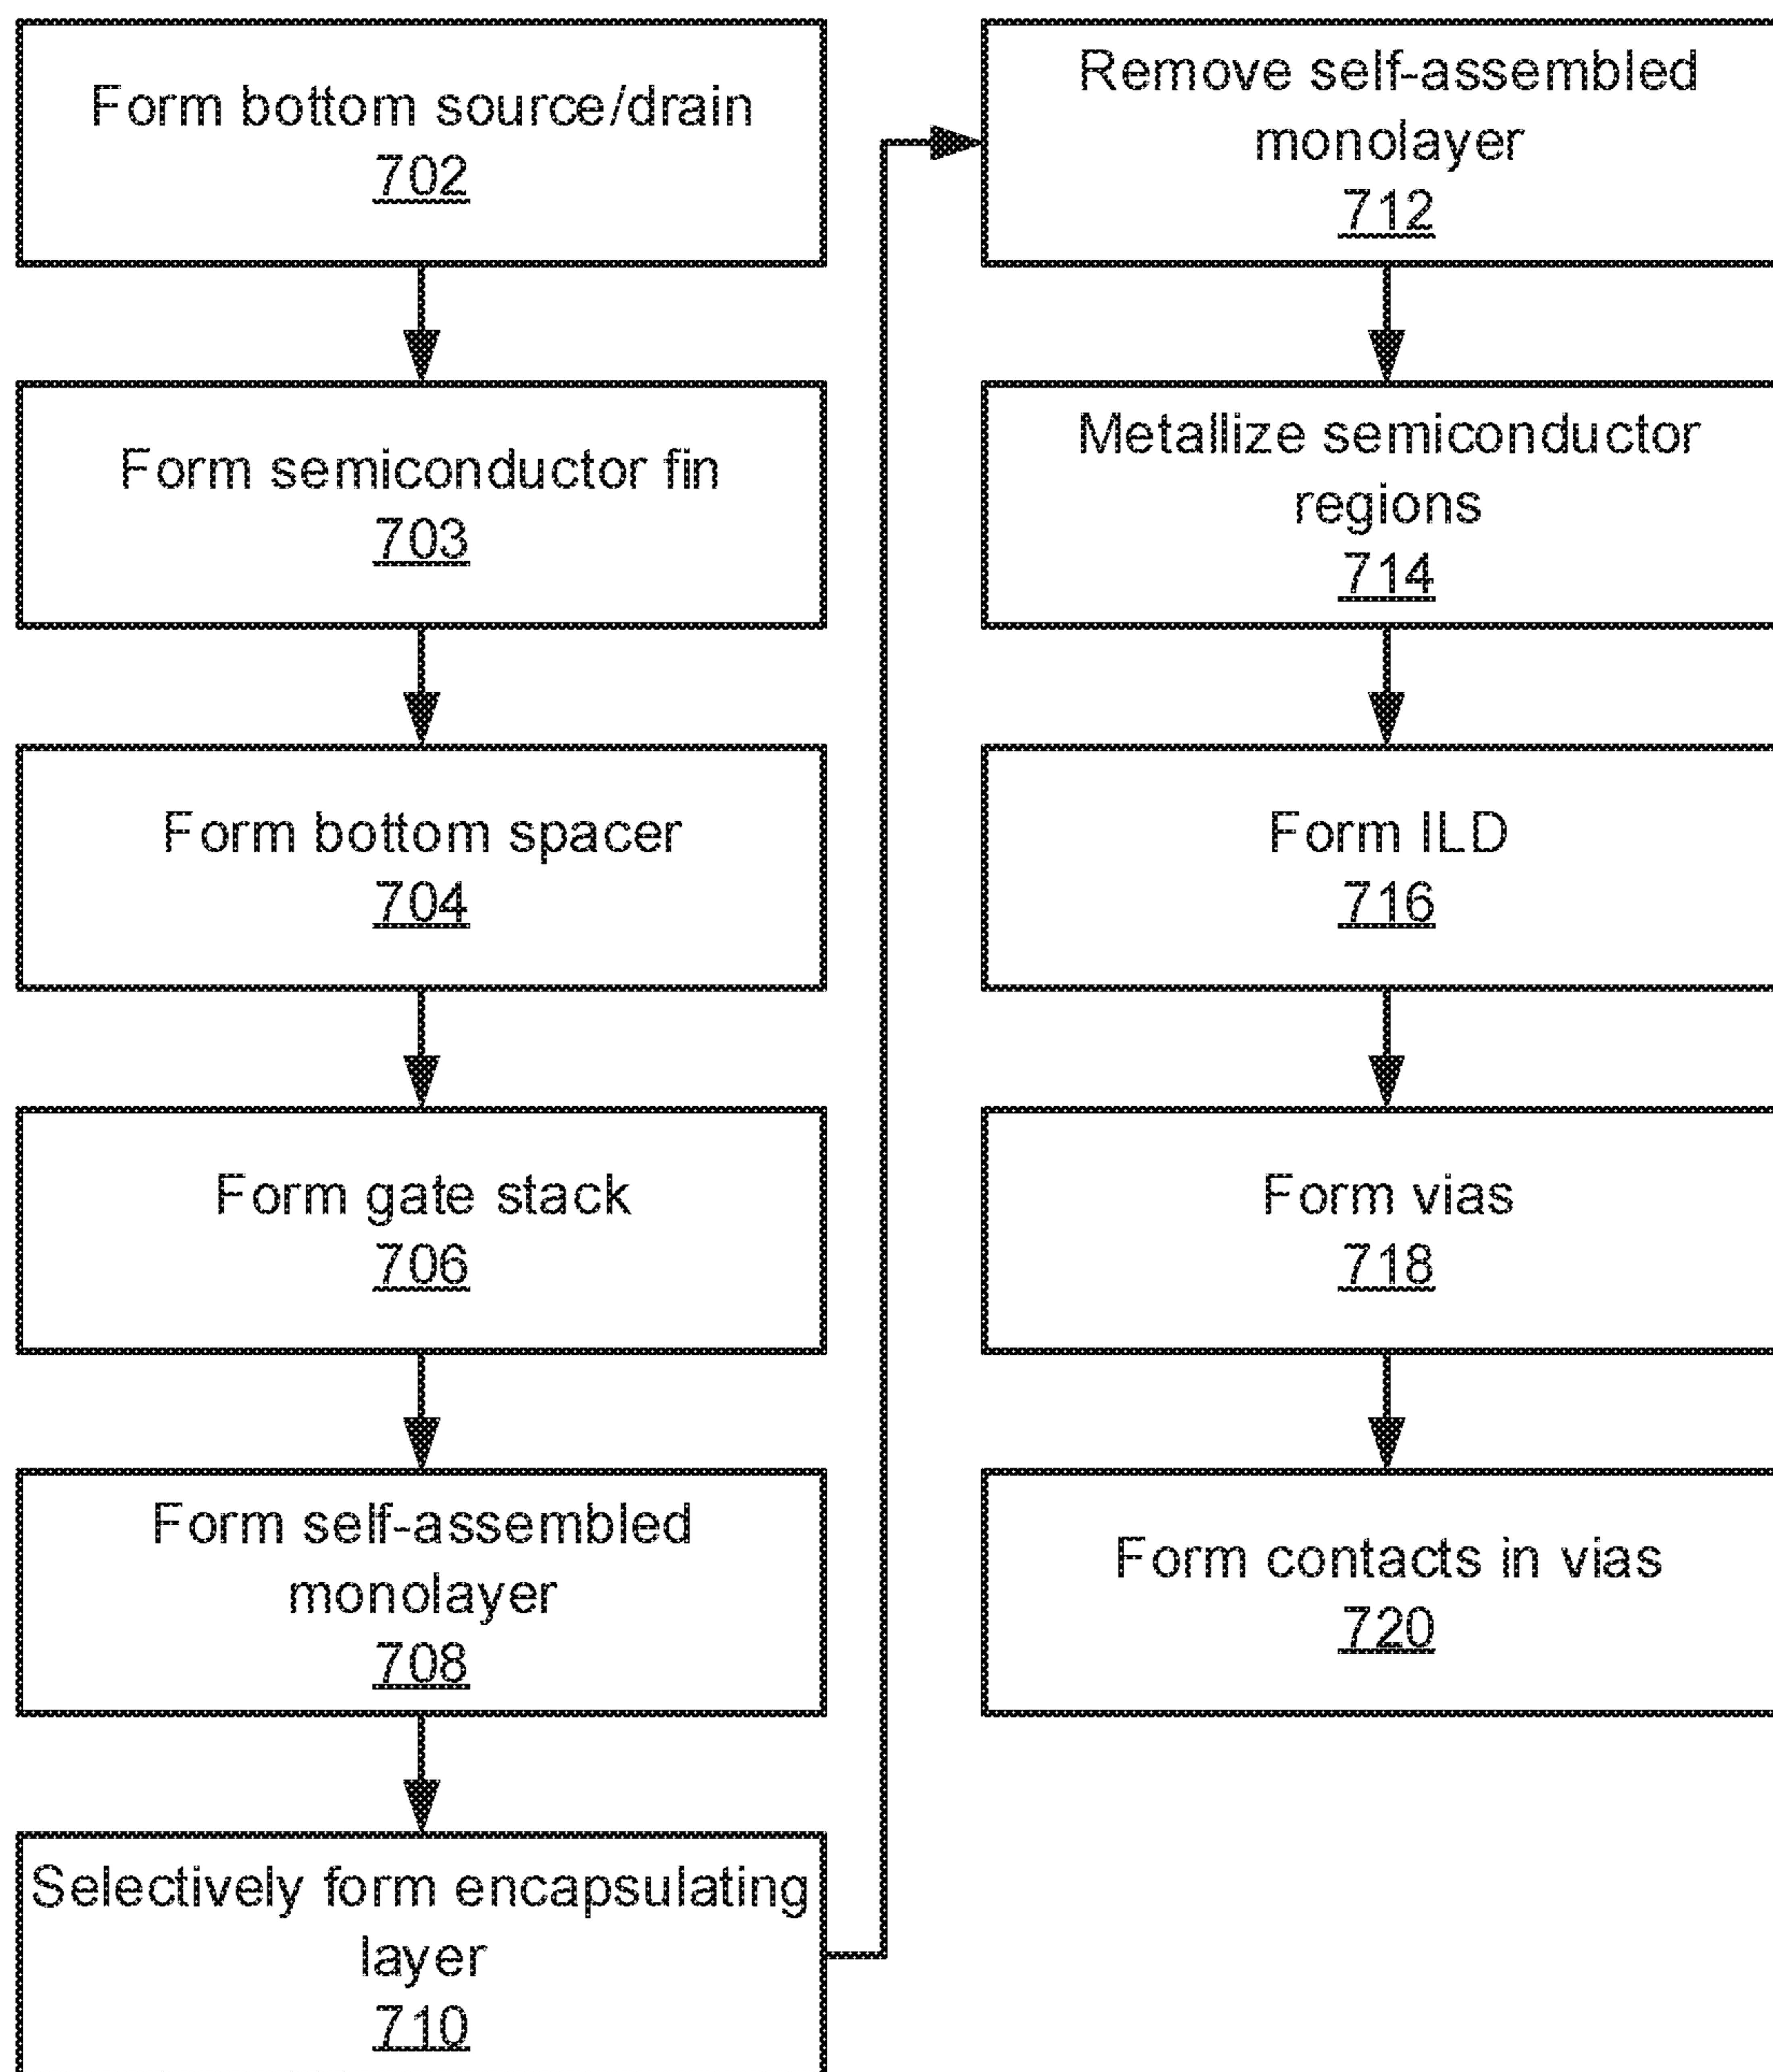 Form bottom source/drain
702
Form semiconductor fin
703
Form bottom spacer
704
Form gate stack
706
Form self-assembled
monolayer
708
Selectively form encapsulating
layer
710
Remove self-assembled
monolayer
712
Metallize semiconductor
regions
714
Form ILD
716
Form vias
718
Form contacts in vias
720